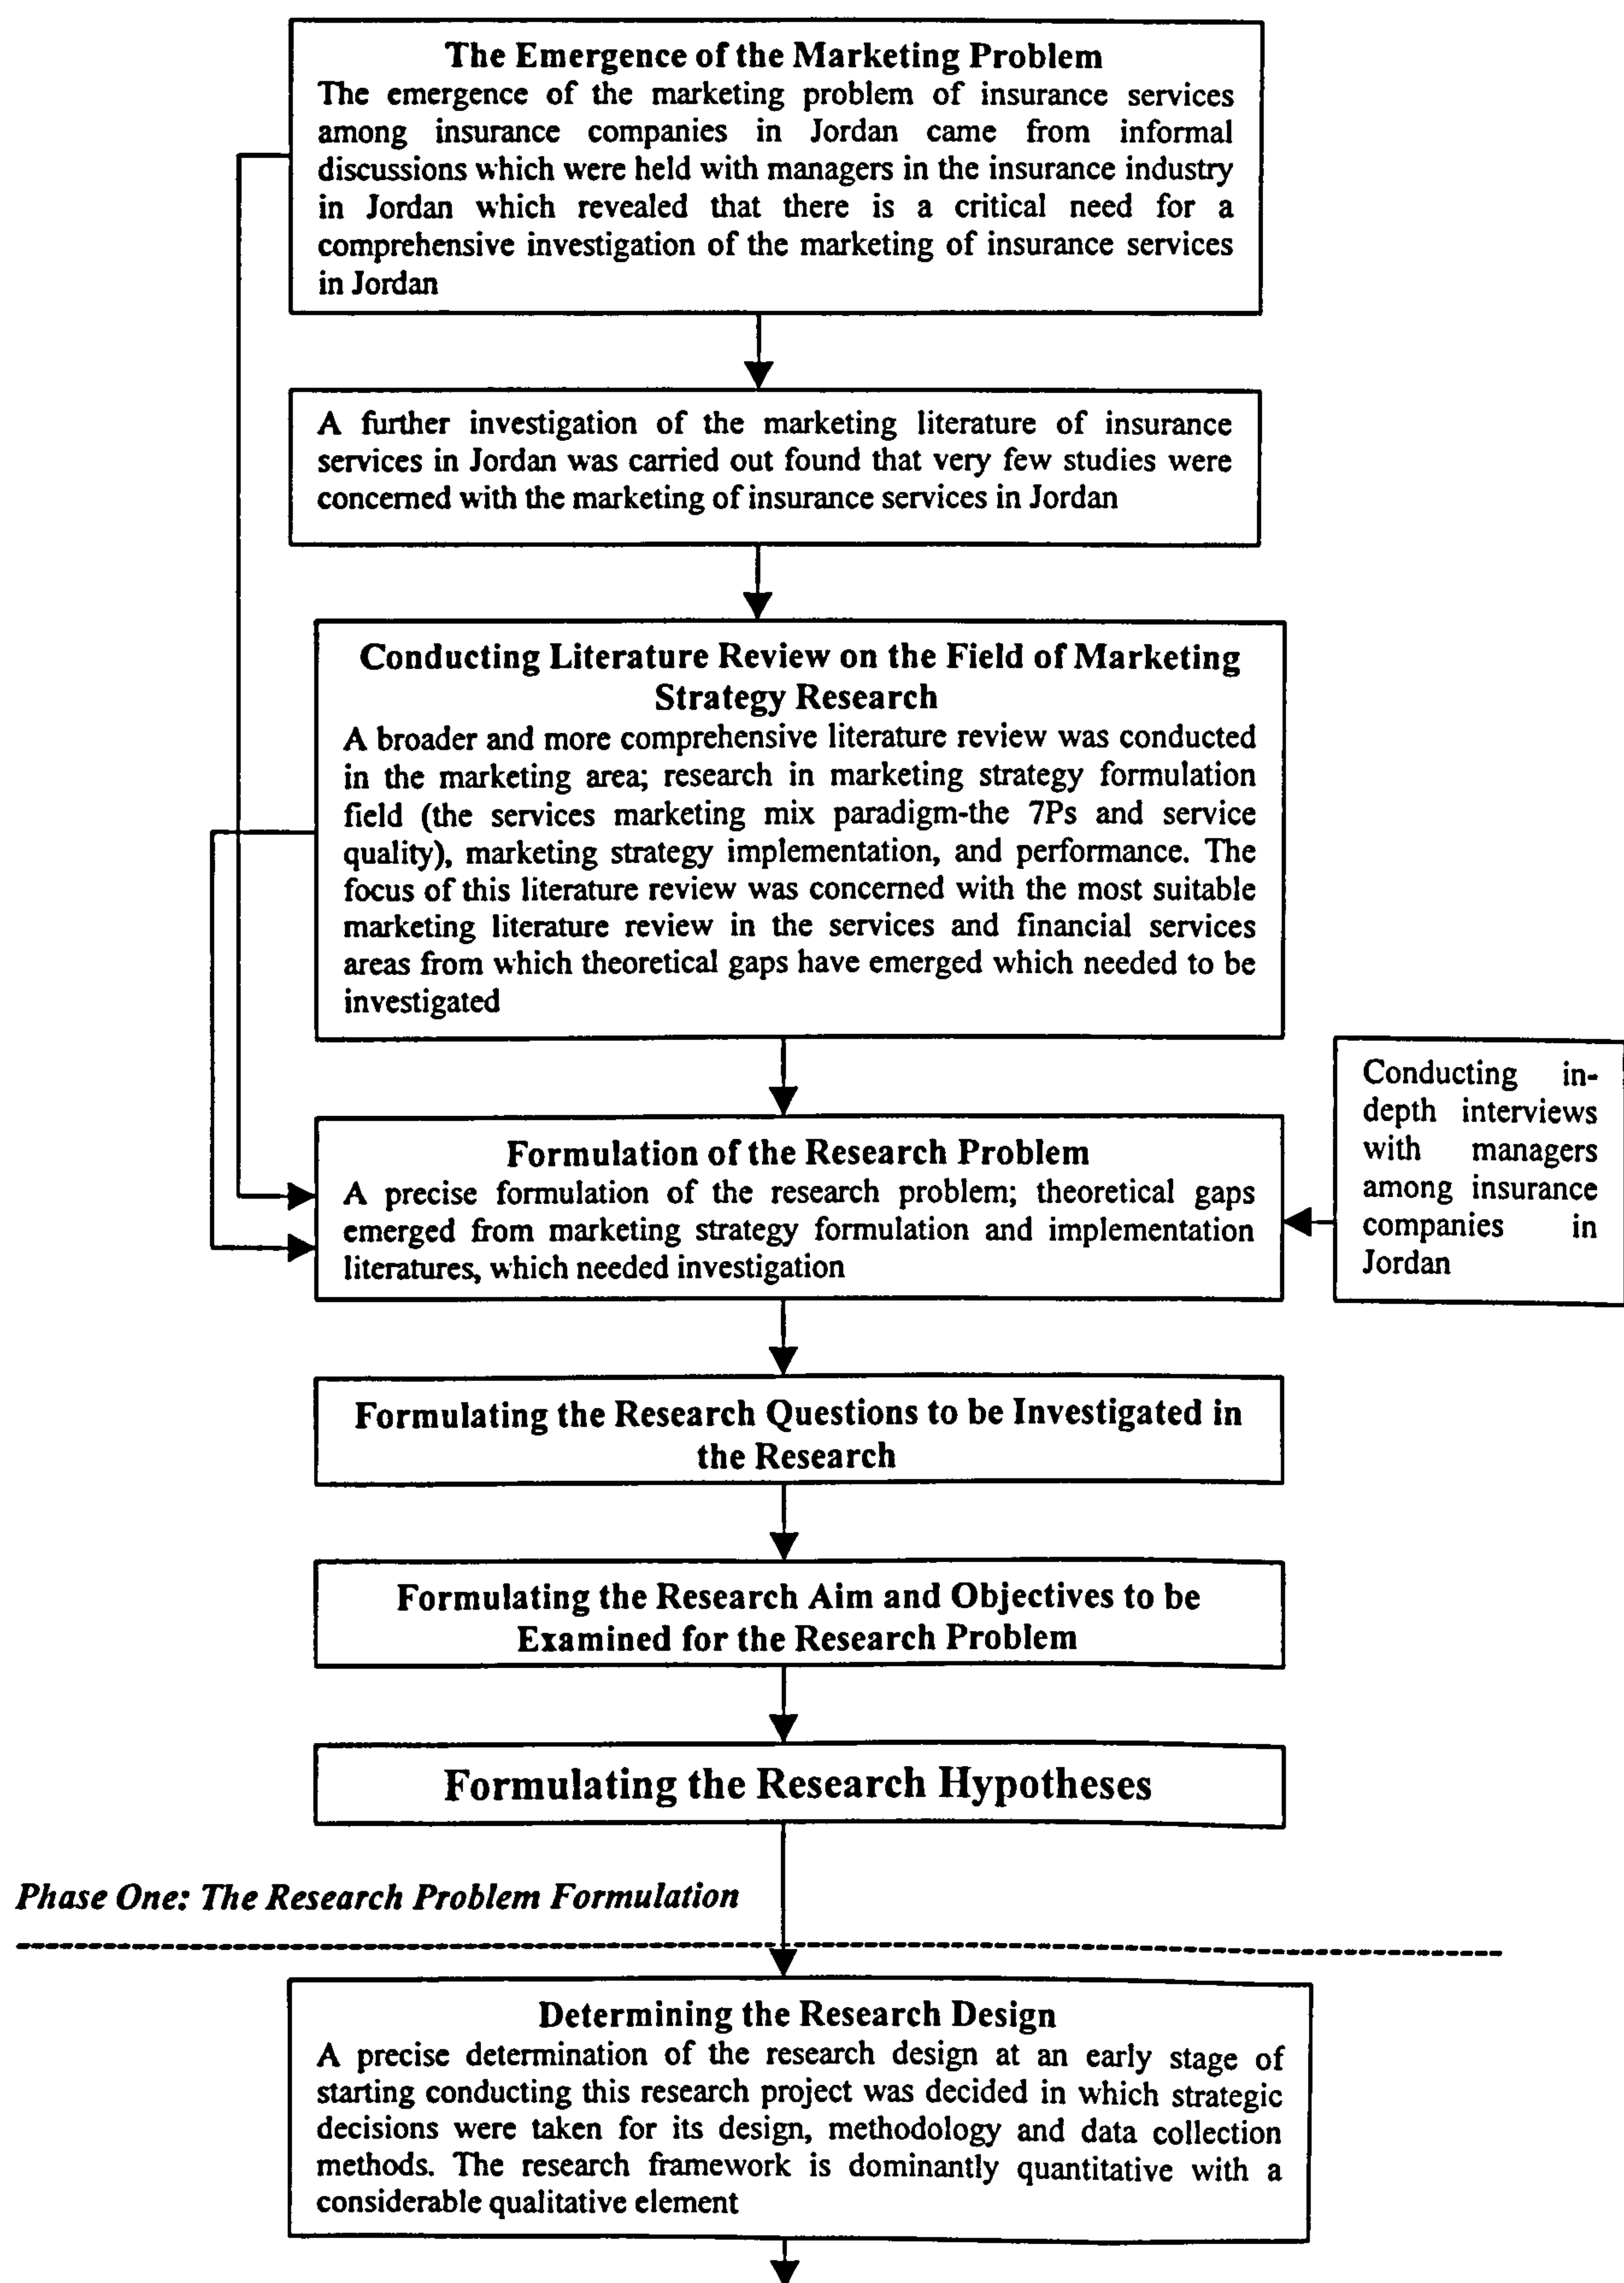 The Emergence of the Marketing Problem
The emergence of the marketing problem of insurance services
among insurance companies in Jordan came from informal
discussions which were held with managers in the insurance industry
in Jordan which revealed that there is a critical need for a
comprehensive investigation of the marketing of insurance services
in Jordan
A further investigation of the marketing literature of insurance
services in Jordan was carried out found that very few studies were
concerned with the marketing of insurance services in Jordan
Conducting Literature Review on the Field of Marketing
Strategy Research
A broader and more comprehensive literature review was conducted
in the marketing area; research in marketing strategy formulation
field (the services marketing mix paradigm-the 7Ps and service
quality), marketing strategy implementation, and performance. The
focus of this literature review was concerned with the most suitable
marketing literature review in the services and financial services
areas from which theoretical gaps have emerged which needed to be
investigated
Conducting in-
depth interviews
with managers
among insurance
companies in
Jordan
Formulation of the Research Problem
A precise formulation of the research problem; theoretical gaps
emerged from marketing strategy formulation and implementation
literatures, which needed investigation
Formulating the Research Questions to be Investigated in
the Research
Formulating the Research Aim and Objectives to be
Examined for the Research Problem
Formulating the Research Hypotheses
Phase One: The Research Problem Formulation
Determining the Research Design
A precise determination of the research design at an early stage of
starting conducting this research project was decided in which strategic
decisions were taken for its design, methodology and data collection
methods. The research framework is dominantly quantitative with a
considerable qualitative element